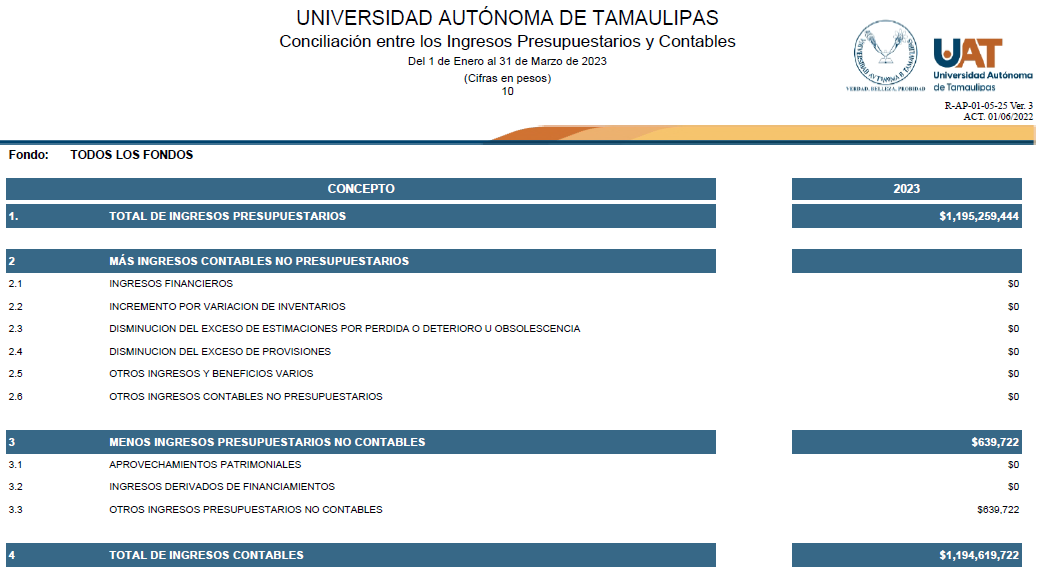 UNIVERSIDAD AUTÓNOMA DE TAMAULIPAS
Conciliación entre los Ingresos Presupuestarios y Contables
Del 1 de Enero al 31 de Marzo de 2023
(Cifras en pesos)
10
UNIVERSIDAD AUTONOMA DE TAMAULIPAS
VERDAD, BELLEZA, PROBIDAD
UAT
Universidad Autónoma
de Tamaulipas
R-AP-01-05-25 Ver. 3
ACT. 01/06/2022
Fondo: TODOS LOS FONDOS
CONCEPTO 2023
1. TOTAL DE INGRESOS PRESUPUESTARIOS $1,195,259,444
2 MÁS INGRESOS CONTABLES NO PRESUPUESTARIOS
2.1 INGRESOS FINANCIEROS $0
2.2 INCREMENTO POR VARIACION DE INVENTARIOS $0
2.3 DISMINUCION DEL EXCESO DE ESTIMACIONES POR PERDIDA O DETERIORO U OBSOLESCENCIA $0
2.4 DISMINUCION DEL EXCESO DE PROVISIONES $0
2.5 OTROS INGRESOS Y BENEFICIOS VARIOS $0
2.6 OTROS INGRESOS CONTABLES NO PRESUPUESTARIOS $0
3 MENOS INGRESOS PRESUPUESTARIOS NO CONTABLES $639,722
3.1 APROVECHAMIENTOS PATRIMONIALES $0
3.2 INGRESOS DERIVADOS DE FINANCIAMIENTOS $0
3.3 OTROS INGRESOS PRESUPUESTARIOS NO CONTABLES $639,722
4 TOTAL DE INGRESOS CONTABLES $1,194,619,722